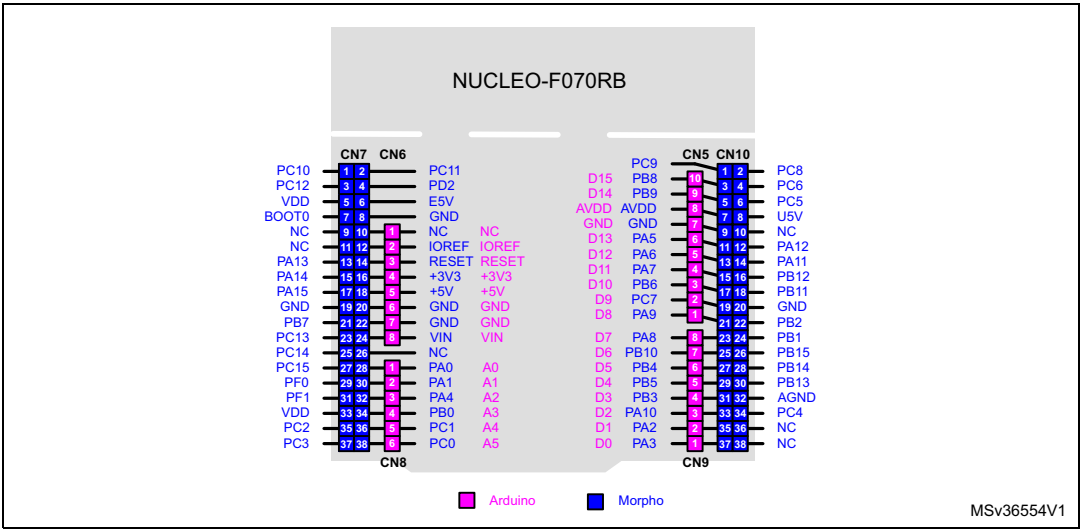 NUCLEO-F070RB
CN7 CN6 CN5 CN10
PC9
PC10 1 2 PC11 1 2 PC8
PC12 3 4 PD2 D15 PB8 10 3 4 PC6
VDD 5 6 E5V D14 PB9 9 5 6 PC5
BOOT0 7 8 GND AVDD AVDD 8 7 8 U5V
NC 9 10 1 NC NC GND GND 7 9 10 NC
NC 11 12 2 IOREF IOREF D13 PA5 6 11 12 PA12
PA13 13 14 3 RESET RESET D12 PA6 5 13 14 PA11
PA14 15 16 4 +3V3 +3V3 D11 PA7 4 15 16 PB12
PA15 17 18 5 +5V +5V D10 PB6 3 17 18 PB11
GND 19 20 6 GND GND D9 PC7 2 19 20 GND
PB7 21 22 7 GND GND D8 PA9 1 21 22 PB2
PC13 23 24 8 VIN VIN D7 PA8 8 23 24 PB1
PC14 25 26 NC D6 PB10 7 25 26 PB15
PC15 27 28 1 PA0 A0 D5 PB4 6 27 28 PB14
PF0 29 30 2 PA1 A1 D4 PB5 5 29 30 PB13
PF1 31 32 3 PA4 A2 D3 PB3 4 31 32 AGND
VDD 33 34 4 PB0 A3 D2 PA10 3 33 34 PC4
PC2 35 36 5 PC1 A4 D1 PA2 2 35 36 NC
PC3 37 38 6 PC0 A5 D0 PA3 1 37 38 NC
CN8 CN9
Arduino Morpho
MSv36554V1